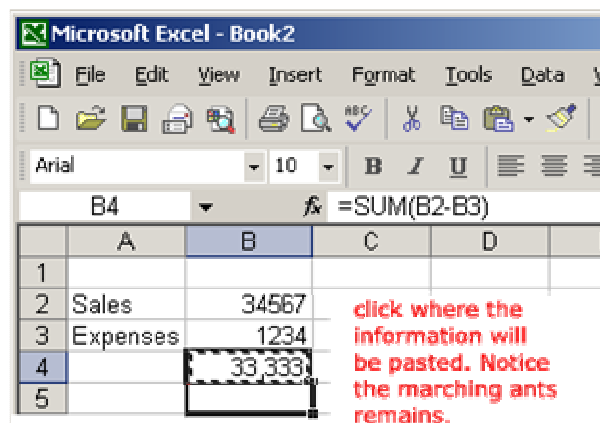 Microsoft Excel - Book2
File Edit View Insert Format Tools Data
ABC
Arial 10 B I U
B4 fx =SUM(B2-B3)
A B C D
1
2 Sales 34567
3 Expenses 1234
4 33,333
5
click where the
information will
be pasted. Notice
the marching ants
remains.